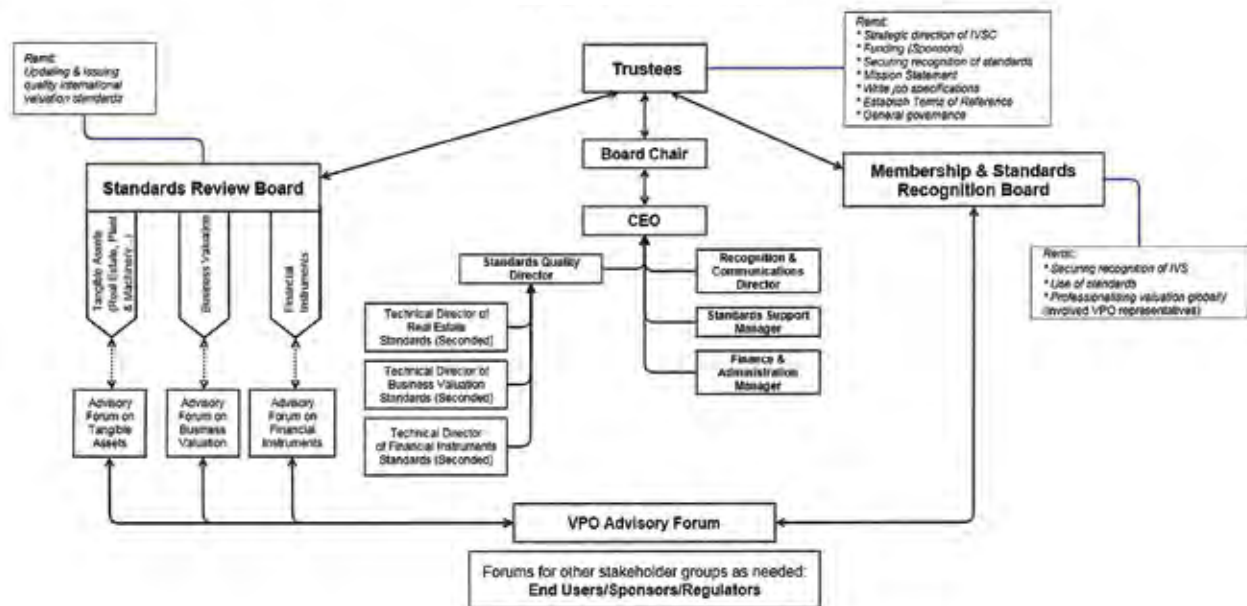 Remit:
Updating & issuing
quality international
valuation standards
Trustees
Remit:
* Strategic direction of IVSC
* Funding (Sponsors)
* Securing recognition of standards
* Mission Statement
* Write job specifications
* Establish Terms of Reference
* General governance
Board Chair
Standards Review Board
Membership & Standards
Recognition Board
CEO
Tangible Assets
(Real Estate, Plant
& Machinery...)
Business Valuation
Financial
Instruments
Standards Quality
Director
Recognition &
Communications
Director
Remit:
* Securing recognition of IVS
* Use of standards
* Professionalising valuation globally
(Involved VPO representatives)
Technical Director of
Real Estate
Standards (Seconded)
Standards Support
Manager
Technical Director of
Business Valuation
Standards (Seconded)
Finance &
Administration
Manager
Advisory
Forum on
Tangible
Assets
Advisory
Forum on
Business
Valuation
Advisory
Forum on
Financial
Instruments
Technical Director
of Financial Instruments
Standards (Seconded)
VPO Advisory Forum
Forums for other stakeholder groups as needed:
End Users/Sponsors/Regulators